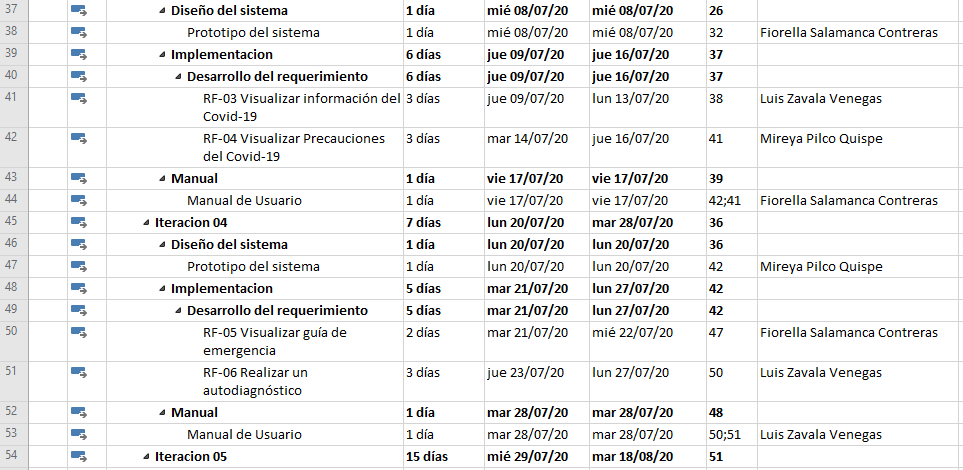 37 Diseño del sistema 1 día mié 08/07/20 mié 08/07/20 26
38 Prototipo del sistema 1 día mié 08/07/20 mié 08/07/20 32 Fiorella Salamanca Contreras
39 Implementacion 6 días jue 09/07/20 jue 16/07/20 37
40 Desarrollo del requerimiento 6 días jue 09/07/20 jue 16/07/20 37
41 RF-03 Visualizar información del 3 días jue 09/07/20 lun 13/07/20 38 Luis Zavala Venegas
Covid-19
42 RF-04 Visualizar Precauciones 3 días mar 14/07/20 jue 16/07/20 41 Mireya Pilco Quispe
del Covid-19
43 Manual 1 día vie 17/07/20 vie 17/07/20 39
44 Manual de Usuario 1 día vie 17/07/20 vie 17/07/20 42;41 Fiorella Salamanca Contreras
45 Iteracion 04 7 días lun 20/07/20 mar 28/07/20 36
46 Diseño del sistema 1 día lun 20/07/20 lun 20/07/20 36
47 Prototipo del sistema 1 día lun 20/07/20 lun 20/07/20 42 Mireya Pilco Quispe
48 Implementacion 5 días mar 21/07/20 lun 27/07/20 42
49 Desarrollo del requerimiento 5 días mar 21/07/20 lun 27/07/20 42
50 RF-05 Visualizar guía de 2 días mar 21/07/20 mié 22/07/20 47 Fiorella Salamanca Contreras
emergencia
51 RF-06 Realizar un 3 días jue 23/07/20 lun 27/07/20 50 Luis Zavala Venegas
autodiagnóstico
52 Manual 1 día mar 28/07/20 mar 28/07/20 48
53 Manual de Usuario 1 día mar 28/07/20 mar 28/07/20 50;51 Luis Zavala Venegas
54 Iteracion 05 15 días mié 29/07/20 mar 18/08/20 51